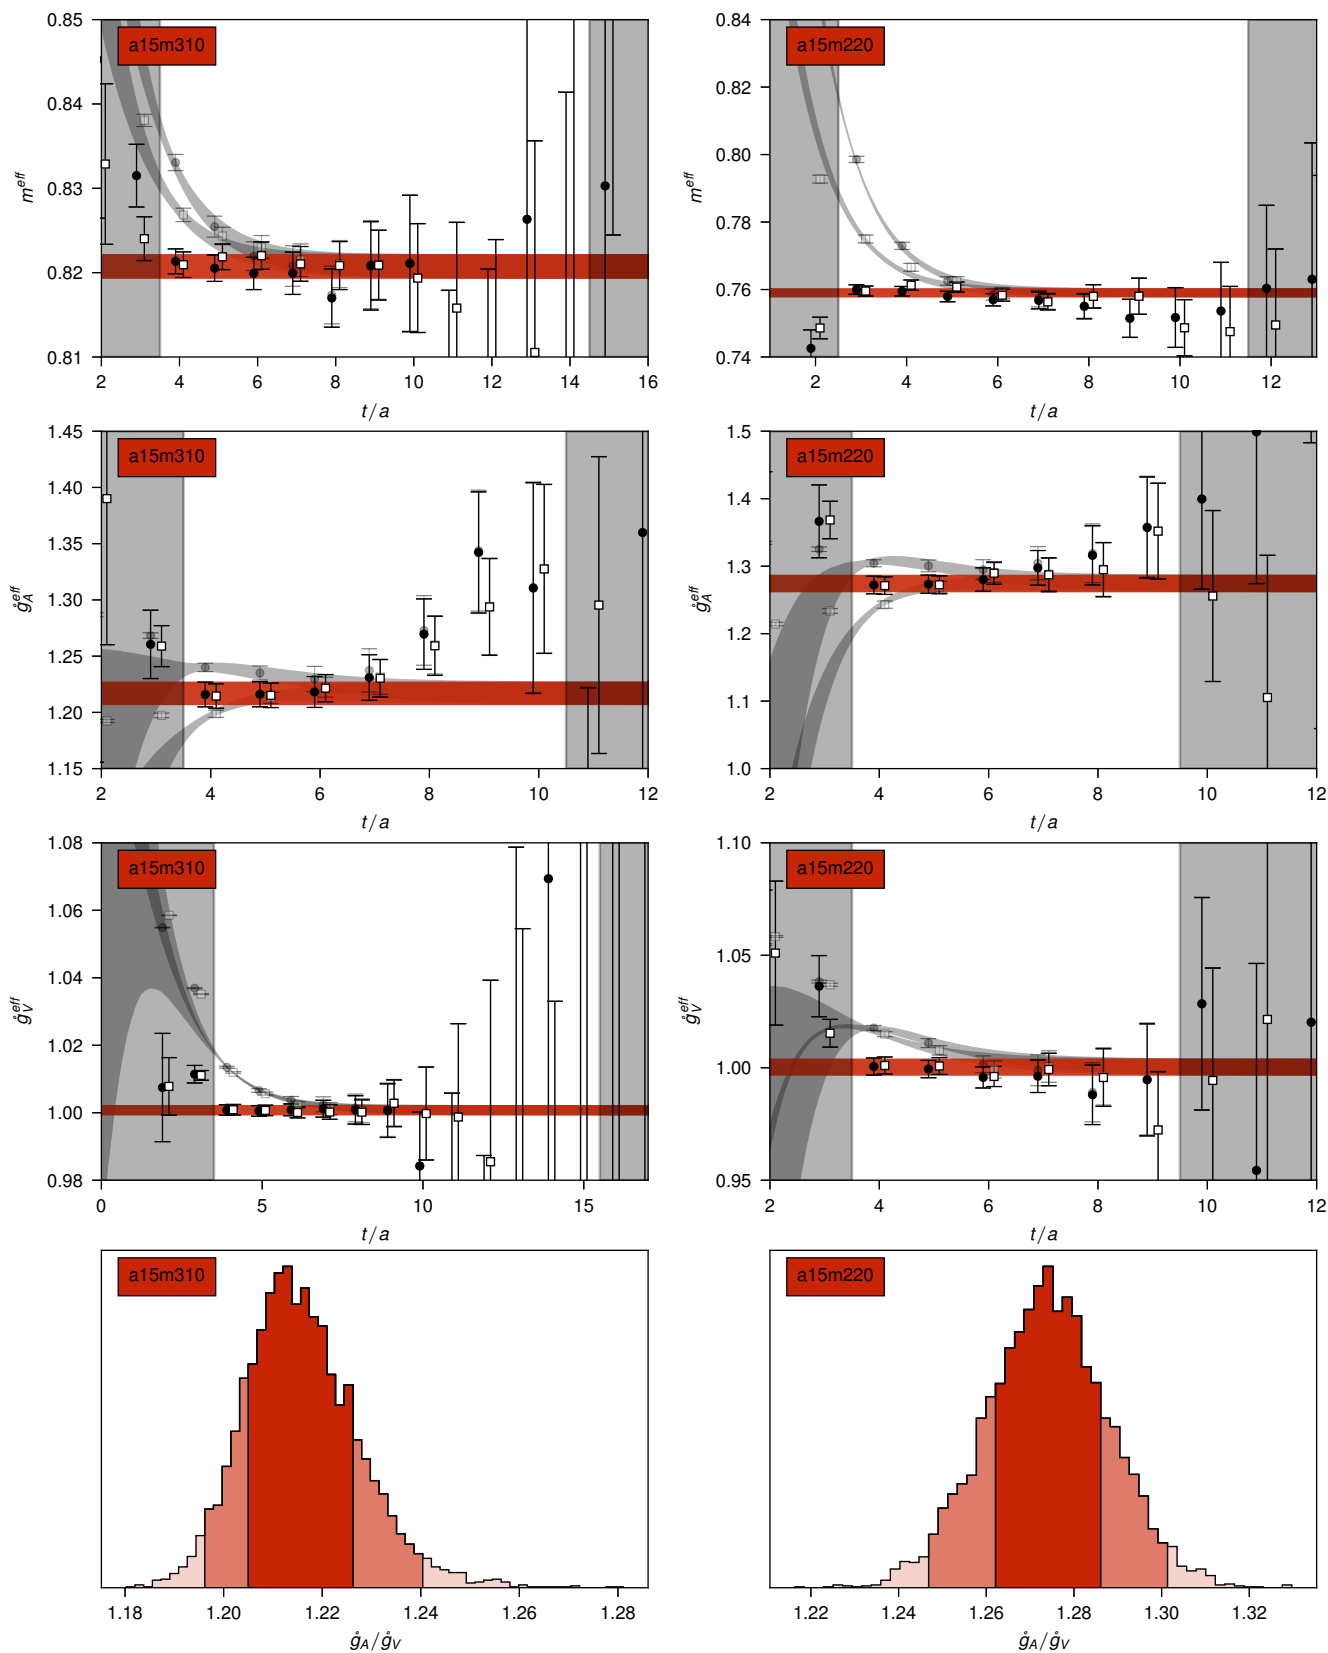 a15m310
0.85
0.84
0.83
0.82
0.81
m^eff
2 4 6 8 10 12 14 16
t/a
a15m220
0.84
0.82
0.80
0.78
0.76
0.74
m^eff
2 4 6 8 10 12
t/a
a15m310
1.45
1.40
1.35
1.30
1.25
1.20
1.15
g̊_A^eff
2 4 6 8 10 12
t/a
a15m220
1.5
1.4
1.3
1.2
1.1
1.0
g̊_A^eff
2 4 6 8 10 12
t/a
a15m310
1.08
1.06
1.04
1.02
1.00
0.98
g̊_V^eff
0 5 10 15
t/a
a15m220
1.10
1.05
1.00
0.95
g̊_V^eff
2 4 6 8 10 12
t/a
a15m310
1.18 1.20 1.22 1.24 1.26 1.28
g̊_A/g̊_V
a15m220
1.22 1.24 1.26 1.28 1.30 1.32
g̊_A/g̊_V